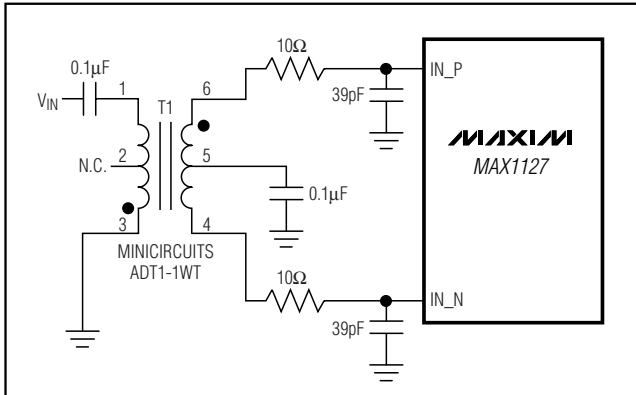 10Ω
0.1µF
1
6
IN_P
VIN
T1
39pF
MAXIM
MAX1127
2
5
N.C.
0.1µF
3
4
MINICIRCUITS
ADT1-1WT
10Ω
IN_N
39pF